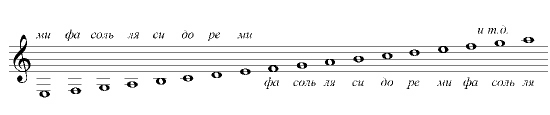 и т.д.
ми фа соль ля си до ре ми
фа соль ля си до ре ми фа соль ля